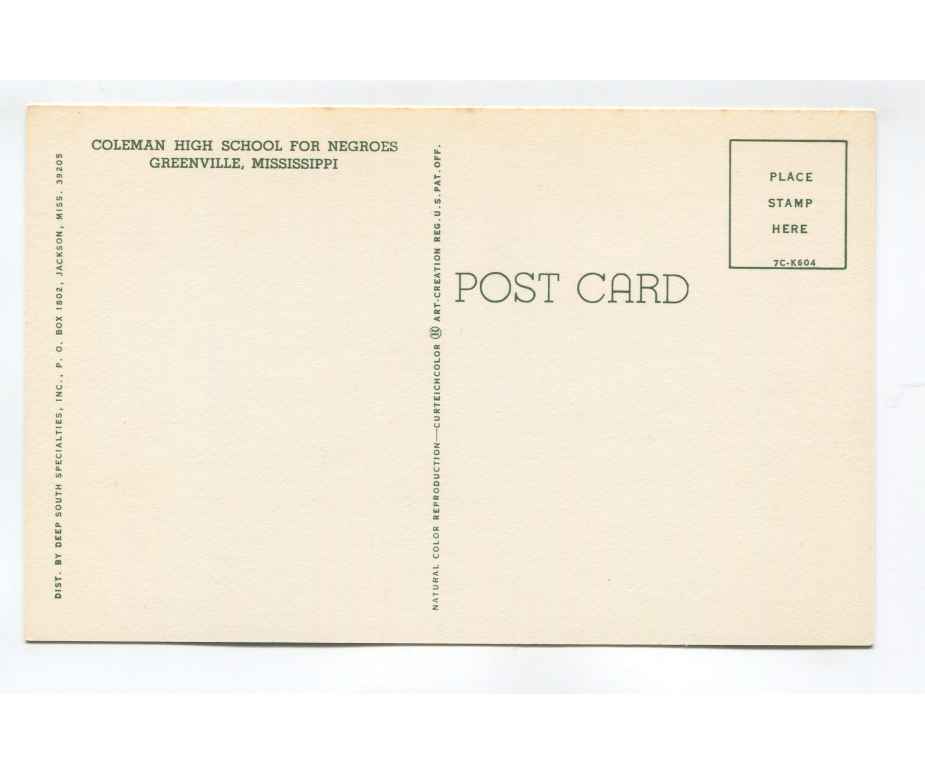 COLEMAN HIGH SCHOOL FOR NEGROES
GREENVILLE, MISSISSIPPI
DIST. BY DEEP SOUTH SPECIALTIES, INC., P. O. BOX 1602, JACKSON, MISS. 39205
NATURAL COLOR REPRODUCTION—CURTEICHCOLOR ART-CREATION REG. U.S. PAT. OFF.
POST CARD
PLACE
STAMP
HERE
7C-K604